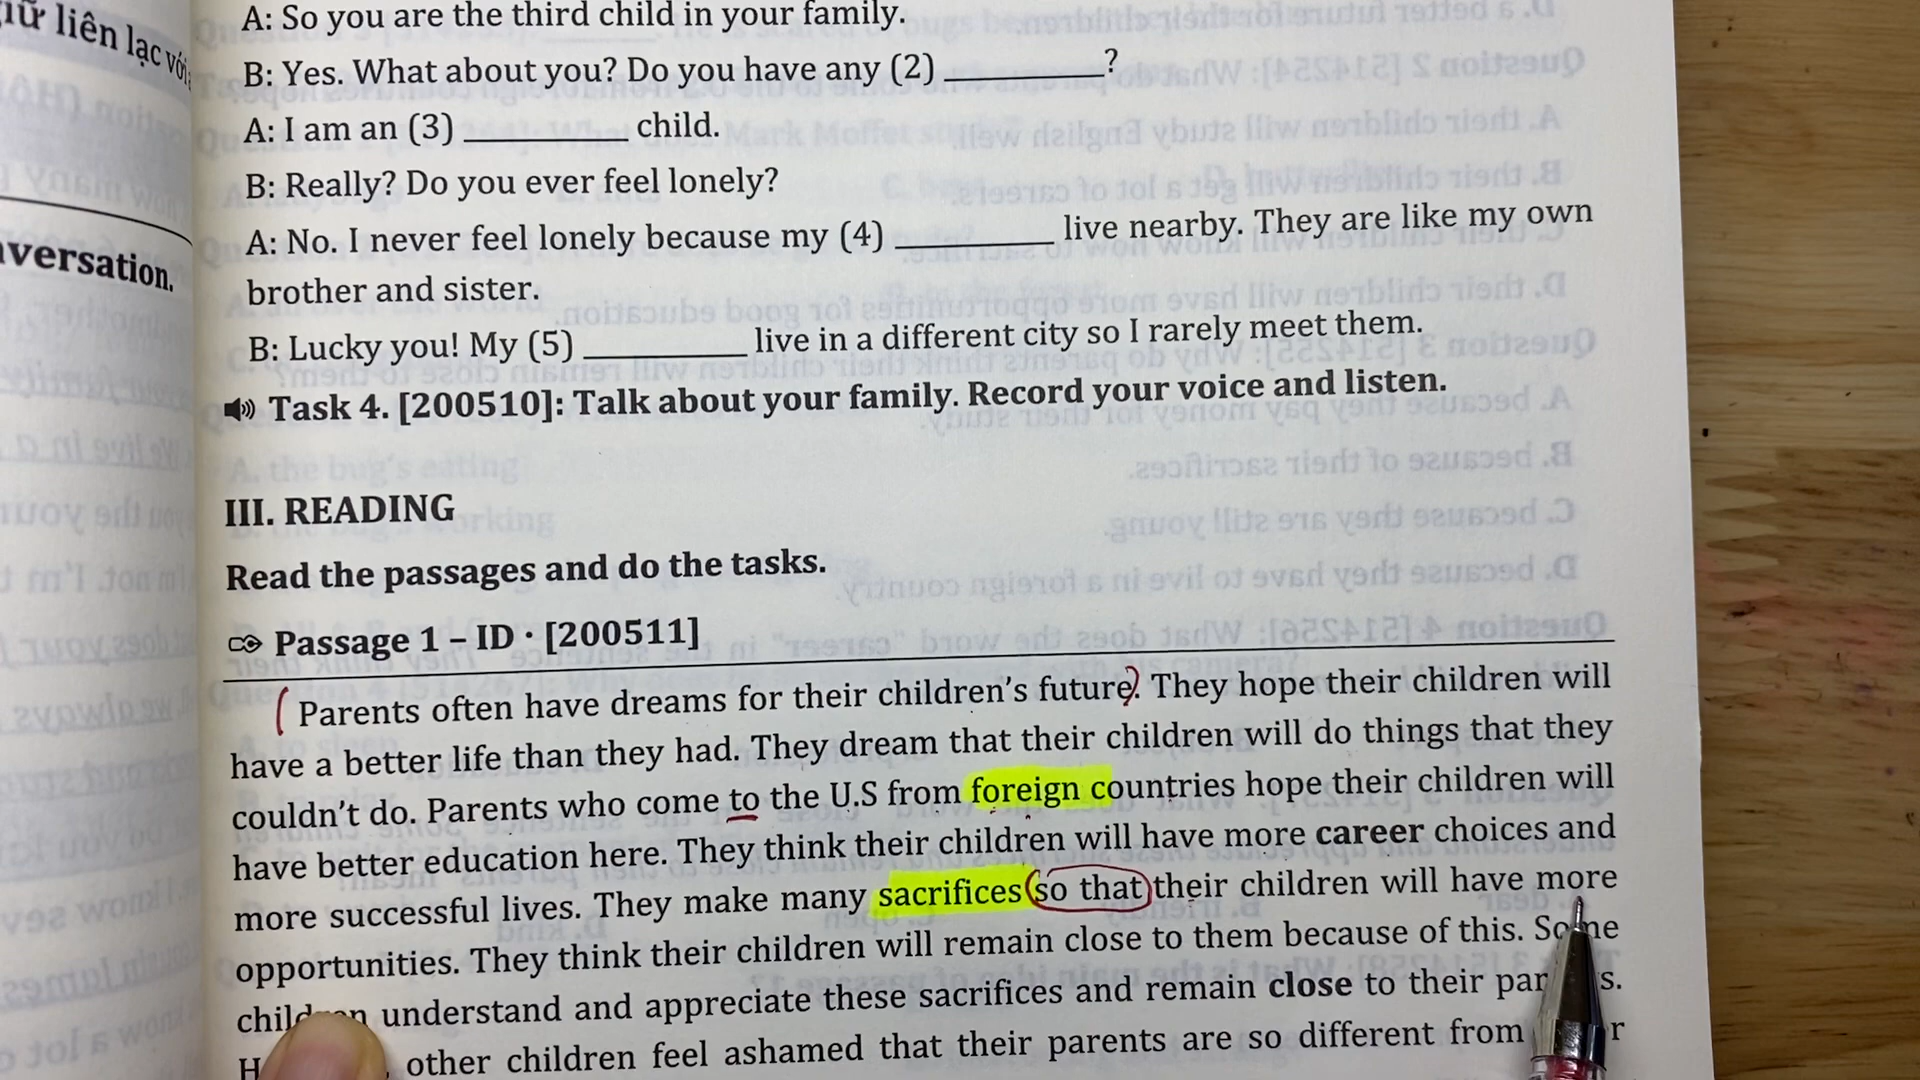 ıữ liên lạc với
A: So you are the third child in your family.
B: Yes. What about you? Do you have any (2) __________?
A: I am an (3) __________ child.
B: Really? Do you ever feel lonely?
A: No. I never feel lonely because my (4) __________ live nearby. They are like my own
brother and sister.
B: Lucky you! My (5) __________ live in a different city so I rarely meet them.
Task 4. [200510]: Talk about your family. Record your voice and listen.
versation.
III. READING
Read the passages and do the tasks.
Passage 1 – ID · [200511]
Parents often have dreams for their children's future. They hope their children will
have a better life than they had. They dream that their children will do things that they
couldn't do. Parents who come to the U.S from foreign countries hope their children will
have better education here. They think their children will have more career choices and
more successful lives. They make many sacrifices so that their children will have more
opportunities. They think their children will remain close to them because of this. Some
children understand and appreciate these sacrifices and remain close to their parents.
other children feel ashamed that their parents are so different from